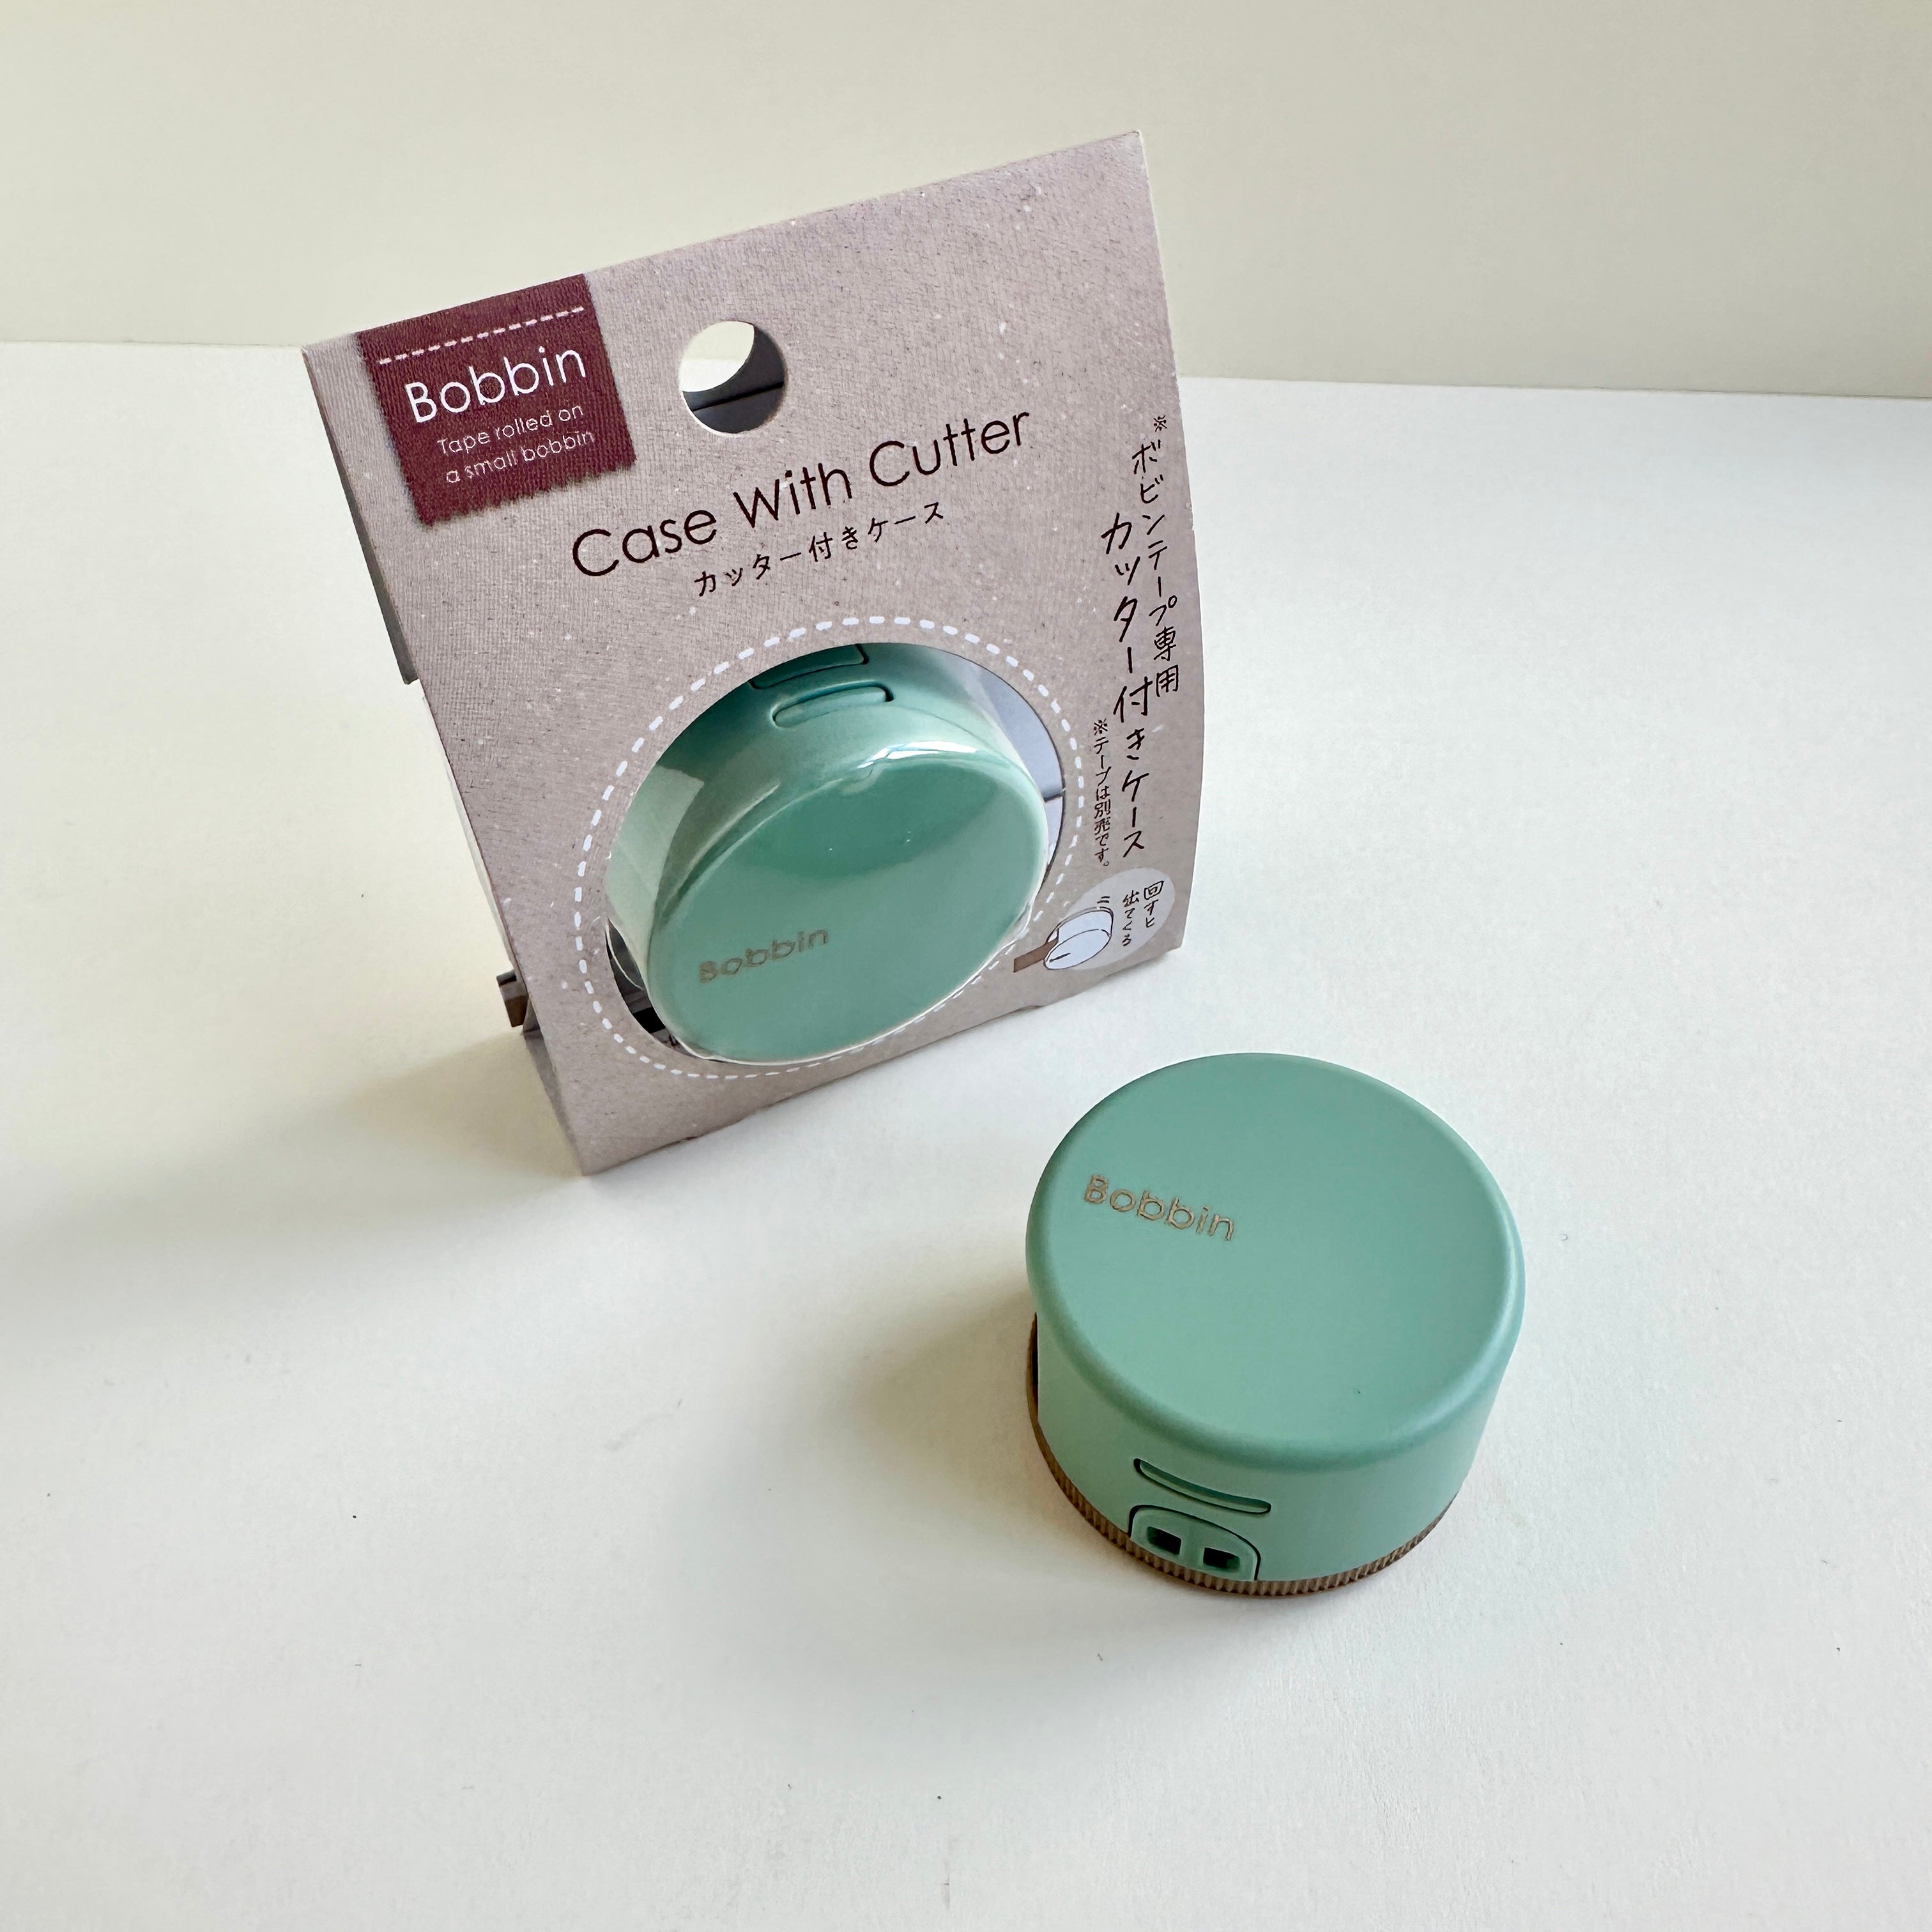 Bobbin
Tape rolled on
a small bobbin
Case With Cutter
カッター付きケース
※ボビンテープ専用
カッター付きケース
※テープは別売です。
回すと
出てくる
Bobbin
Bobbin